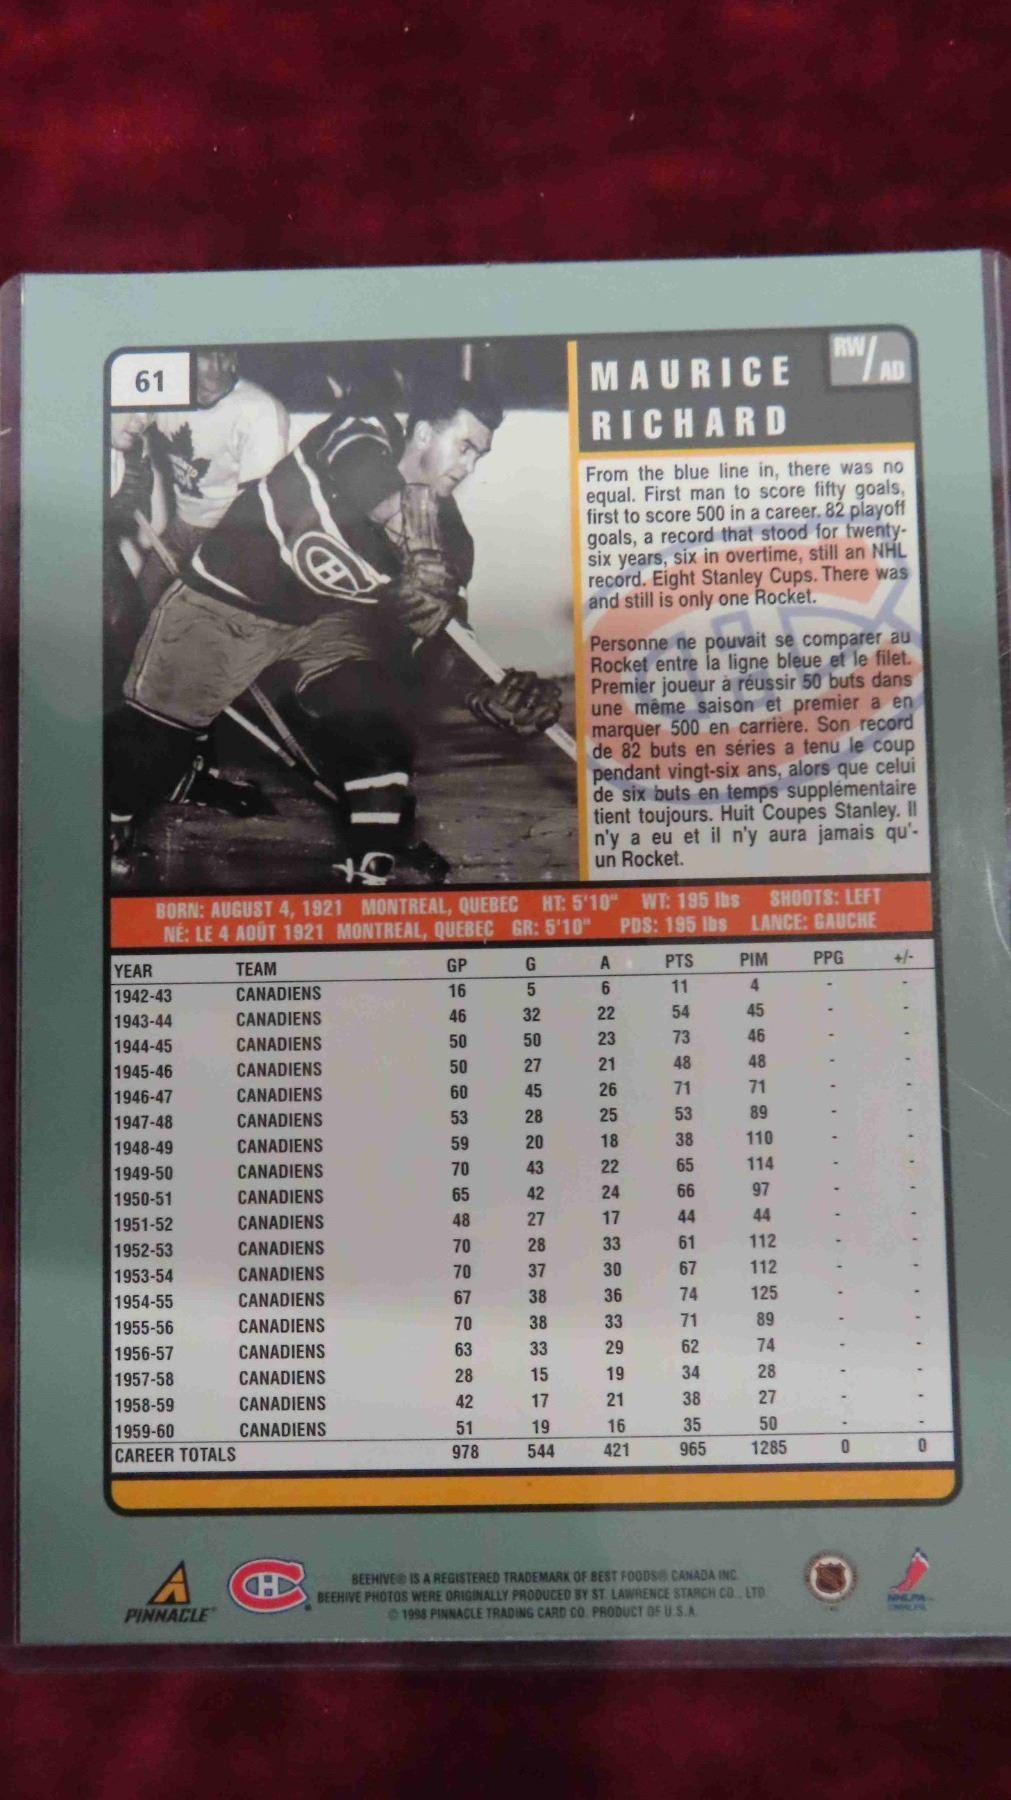 61
MAURICE
RICHARD
RW/AD
From the blue line in, there was no
equal. First man to score fifty goals,
first to score 500 in a career. 82 playoff
goals, a record that stood for twenty-
six years, six in overtime, still an NHL
record. Eight Stanley Cups. There was
and still is only one Rocket.
Personne ne pouvait se comparer au
Rocket entre la ligne bleue et le filet.
Premier joueur à réussir 50 buts dans
une même saison et premier a en
marquer 500 en carrière. Son record
de 82 buts en séries a tenu le coup
pendant vingt-six ans, alors que celui
de six buts en temps supplémentaire
tient toujours. Huit Coupes Stanley. Il
n'y a eu et il n'y aura jamais qu'-
un Rocket.
BORN: AUGUST 4, 1921 MONTREAL, QUEBEC HT: 5'10" WT: 195 lbs SHOOTS: LEFT
NÉ: LE 4 AOÛT 1921 MONTREAL, QUEBEC GR: 5'10" PDS: 195 lbs LANCE: GAUCHE
YEAR TEAM GP G A PTS PIM PPG +/-
1942-43 CANADIENS 16 5 6 11 4 - -
1943-44 CANADIENS 46 32 22 54 45 - -
1944-45 CANADIENS 50 50 23 73 46 - -
1945-46 CANADIENS 50 27 21 48 48 - -
1946-47 CANADIENS 60 45 26 71 71 - -
1947-48 CANADIENS 53 28 25 53 89 - -
1948-49 CANADIENS 59 20 18 38 110 - -
1949-50 CANADIENS 70 43 22 65 114 - -
1950-51 CANADIENS 65 42 24 66 97 - -
1951-52 CANADIENS 48 27 17 44 44 - -
1952-53 CANADIENS 70 28 33 61 112 - -
1953-54 CANADIENS 70 37 30 67 112 - -
1954-55 CANADIENS 67 38 36 74 125 - -
1955-56 CANADIENS 70 38 33 71 89 - -
1956-57 CANADIENS 63 33 29 62 74 - -
1957-58 CANADIENS 28 15 19 34 28 - -
1958-59 CANADIENS 42 17 21 38 27 - -
1959-60 CANADIENS 51 19 16 35 50 - -
CAREER TOTALS 978 544 421 965 1285 0 0
PINNACLE
BEEHIVE® IS A REGISTERED TRADEMARK OF BEST FOODS® CANADA INC.
BEEHIVE PHOTOS WERE ORIGINALLY PRODUCED BY ST. LAWRENCE STARCH CO., LTD.
© 1998 PINNACLE TRADING CARD CO. PRODUCT OF U.S.A.
NHLPA